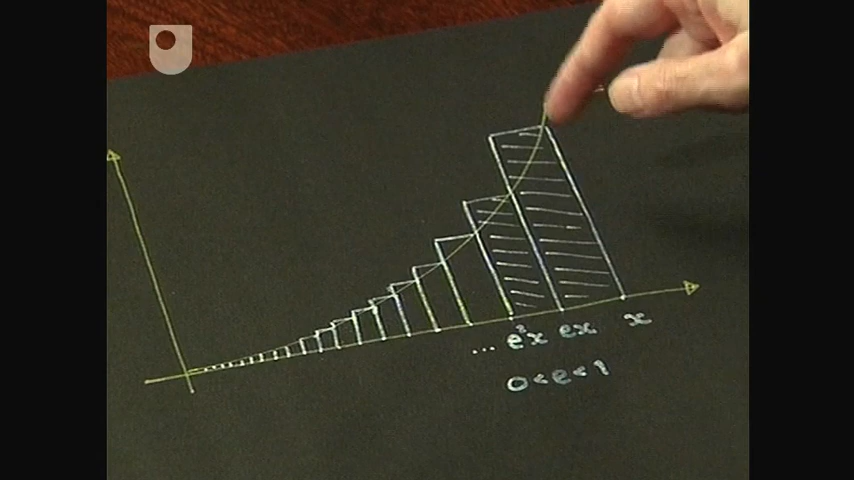 ... e²x ex x
0 < e < 1